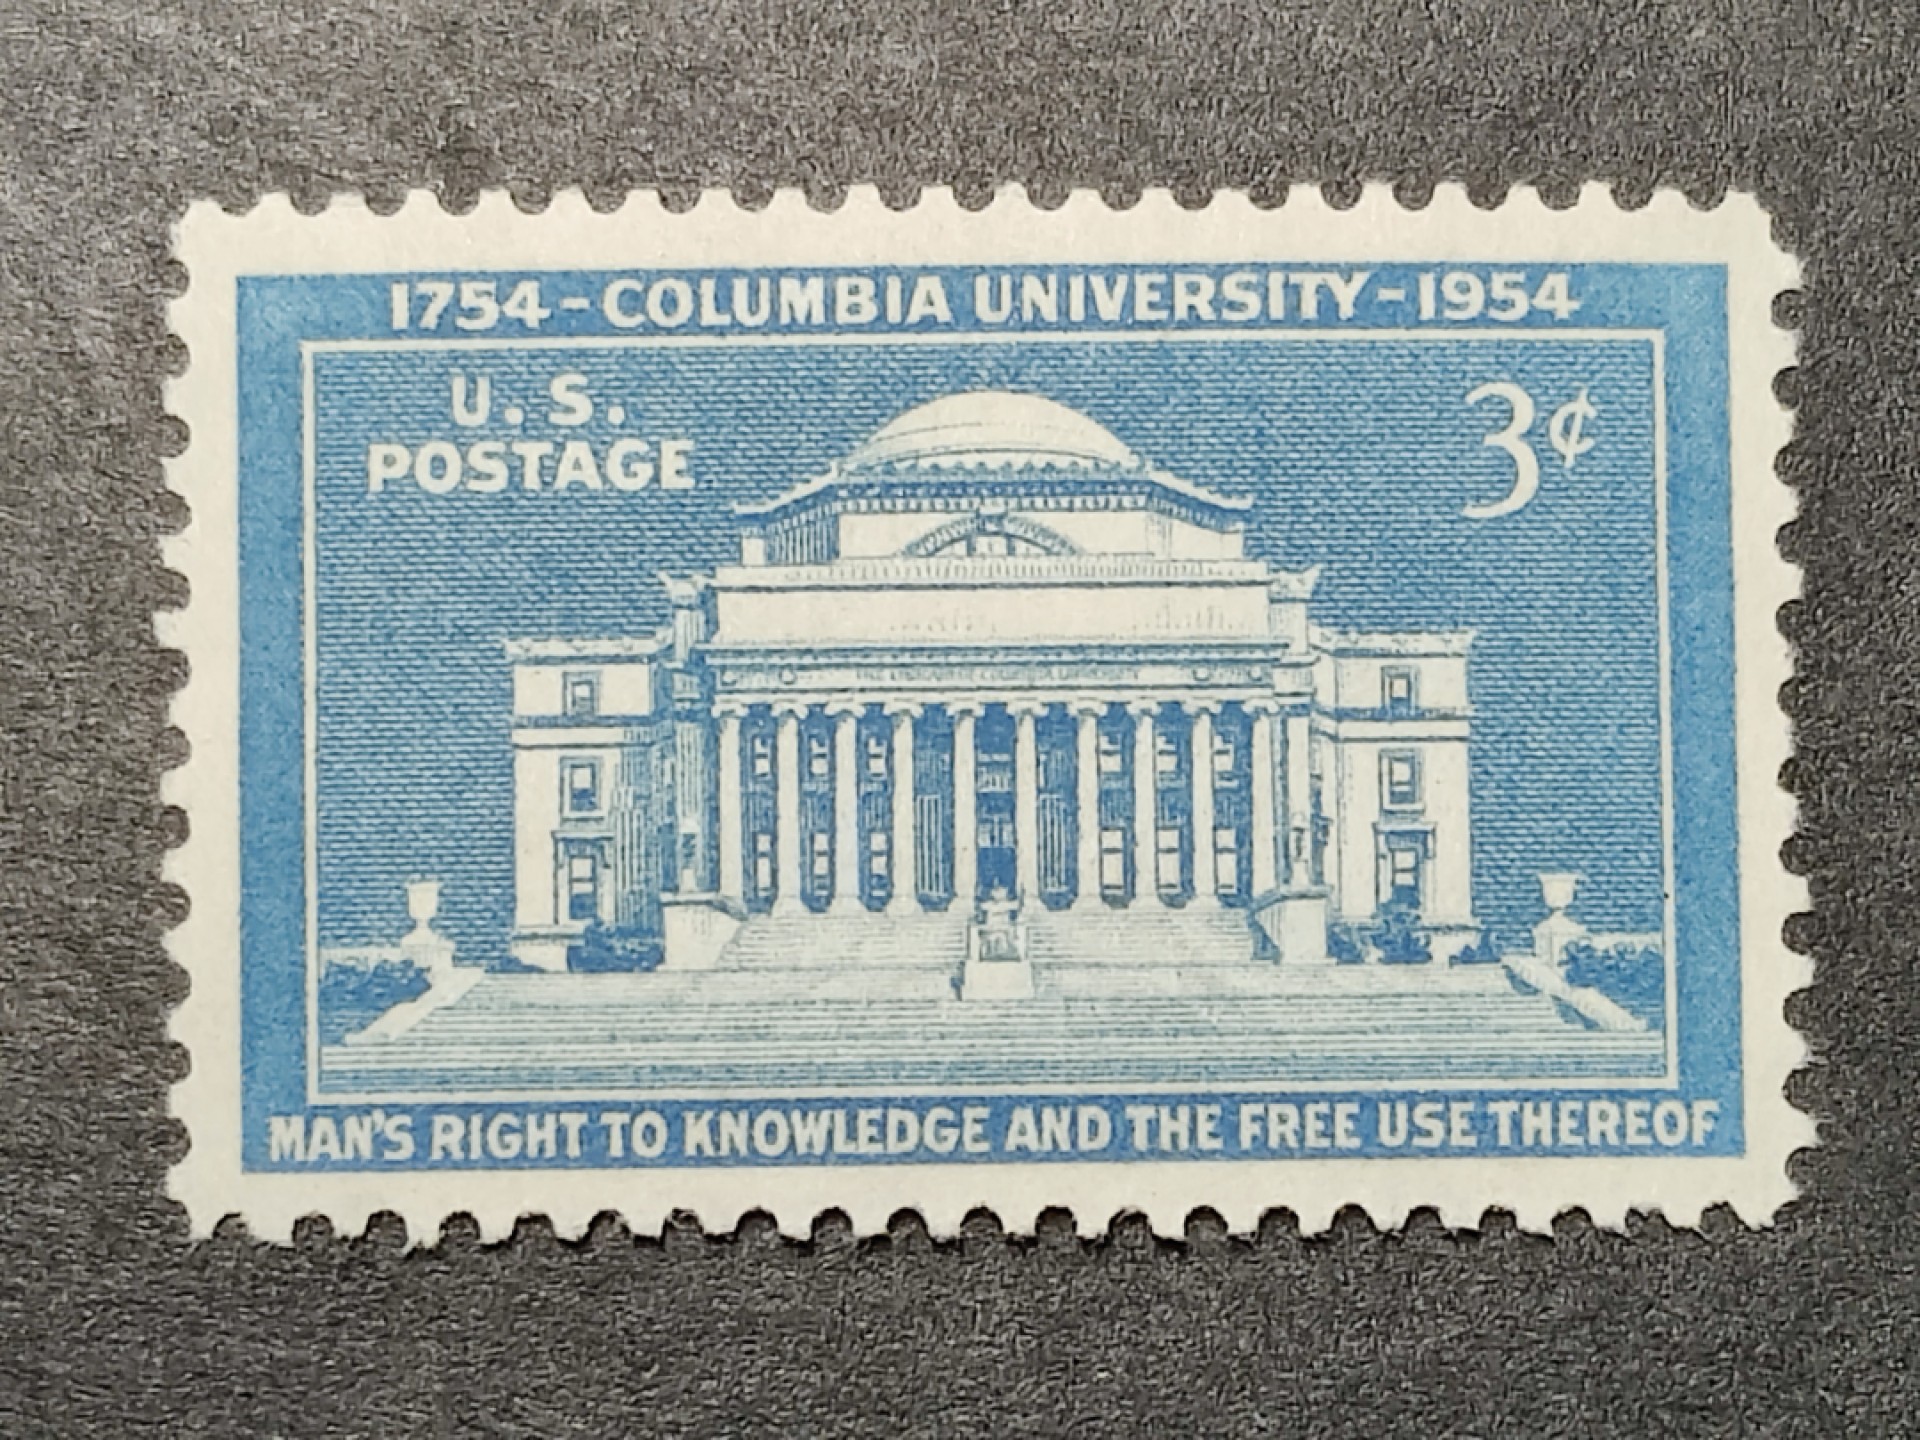 1754-COLUMBIA UNIVERSITY-1954
U.S.
POSTAGE
3¢
MAN'S RIGHT TO KNOWLEDGE AND THE FREE USE THEREOF